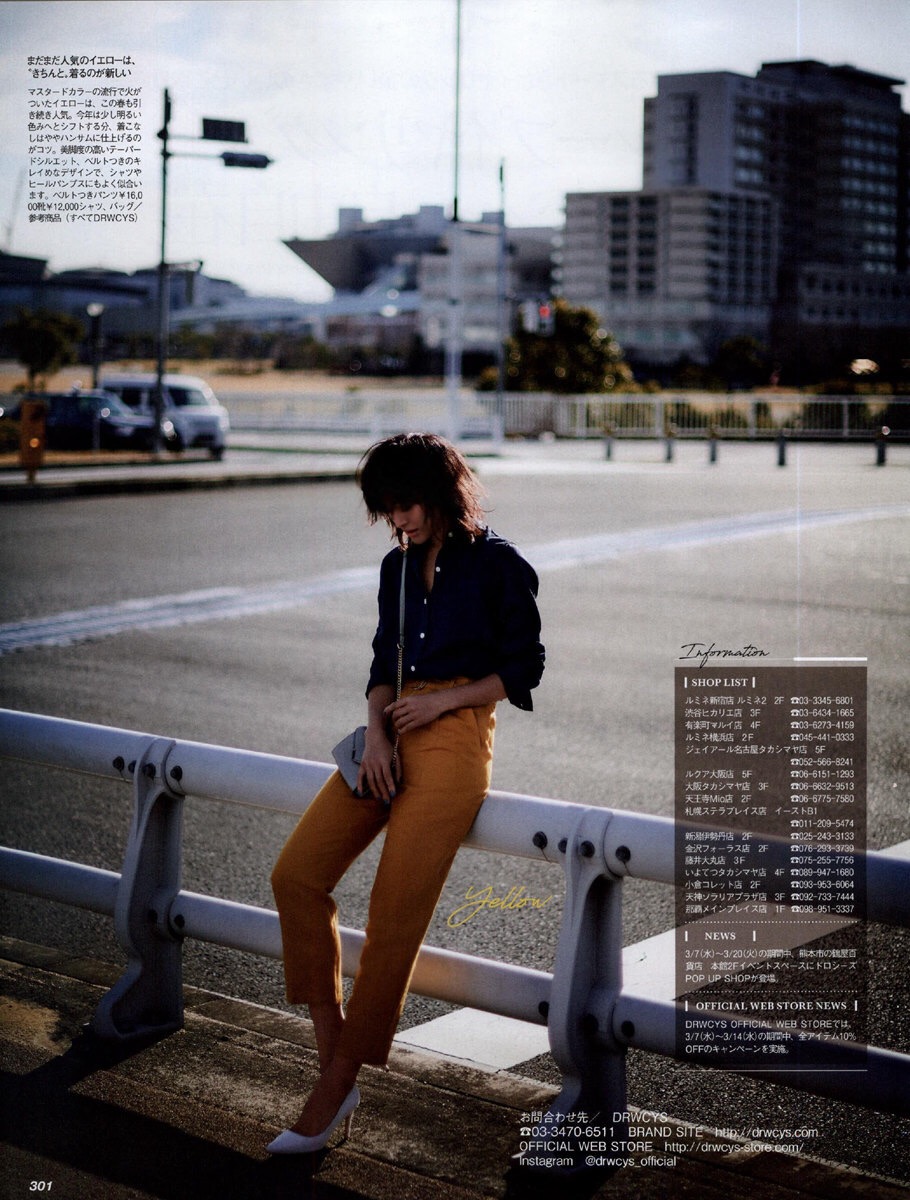 まだまだ人気のイエローは、
"きちんと"着るのが新しい
マスタードカラーの流行で火が
ついたイエローは、この春も引
き続き人気。今年は少し明るい
色みへとシフトする分、着こな
しはややハンサムに仕上げるの
がコツ。美脚度の高いテーパー
ドシルエット、ベルトつきのキ
レイめなデザインで、シャツや
ヒールパンプスにもよく似合い
ます。ベルトつきパンツ¥16,0
00靴¥12,000シャツ、バッグ/
参考商品(すべてDRWCYS)
Information
SHOP LIST
ルミネ新宿店 ルミネ2 2F ☎03-3345-6801
渋谷ヒカリエ店 3F ☎03-6434-1665
有楽町マルイ店 4F ☎03-6273-4159
ルミネ横浜店 2F ☎045-441-0333
ジェイアール名古屋タカシマヤ店 5F
☎052-566-8241
ルクア大阪店 5F ☎06-6151-1293
大阪タカシマヤ店 3F ☎06-6632-9513
天王寺Mio店 2F ☎06-6775-7580
札幌ステラプレイス店 イーストB1
☎011-209-5474
新潟伊勢丹店 2F ☎025-243-3133
金沢フォーラス店 2F ☎076-293-3739
藤井大丸店 3F ☎075-255-7756
いよてつタカシマヤ店 4F ☎089-947-1680
小倉コレット店 2F ☎093-953-6064
天神ソラリアプラザ店 3F ☎092-733-7444
那覇メインプレイス店 1F ☎098-951-3337
NEWS
3/7(水)〜3/20(火)の期間中、熊本市の鶴屋百
貨店 本館2Fイベントスペースにドロシーズ
POP UP SHOPが登場。
OFFICIAL WEB STORE NEWS
DRWCYS OFFICIAL WEB STOREでは、
3/7(水)〜3/14(水)の期間中、全アイテム10%
OFFのキャンペーンを実施。
Yellow
お問合わせ先/ DRWCYS
☎03-3470-6511 BRAND SITE http://drwcys.com
OFFICIAL WEB STORE http://drwcys-store.com/
Instagram @drwcys_official
301